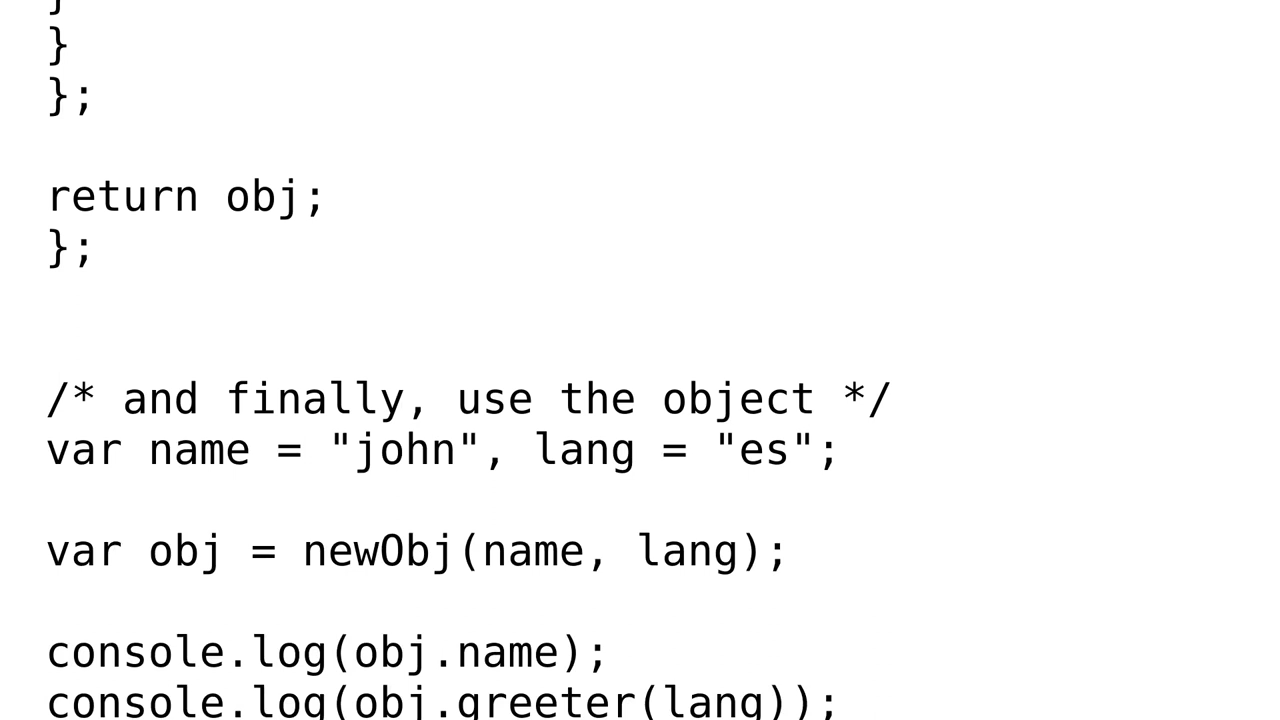 }
}
};
return obj;
};
/* and finally, use the object */
var name = "john", lang = "es";
var obj = newObj(name, lang);
console.log(obj.name);
console.log(obj.greeter(lang));